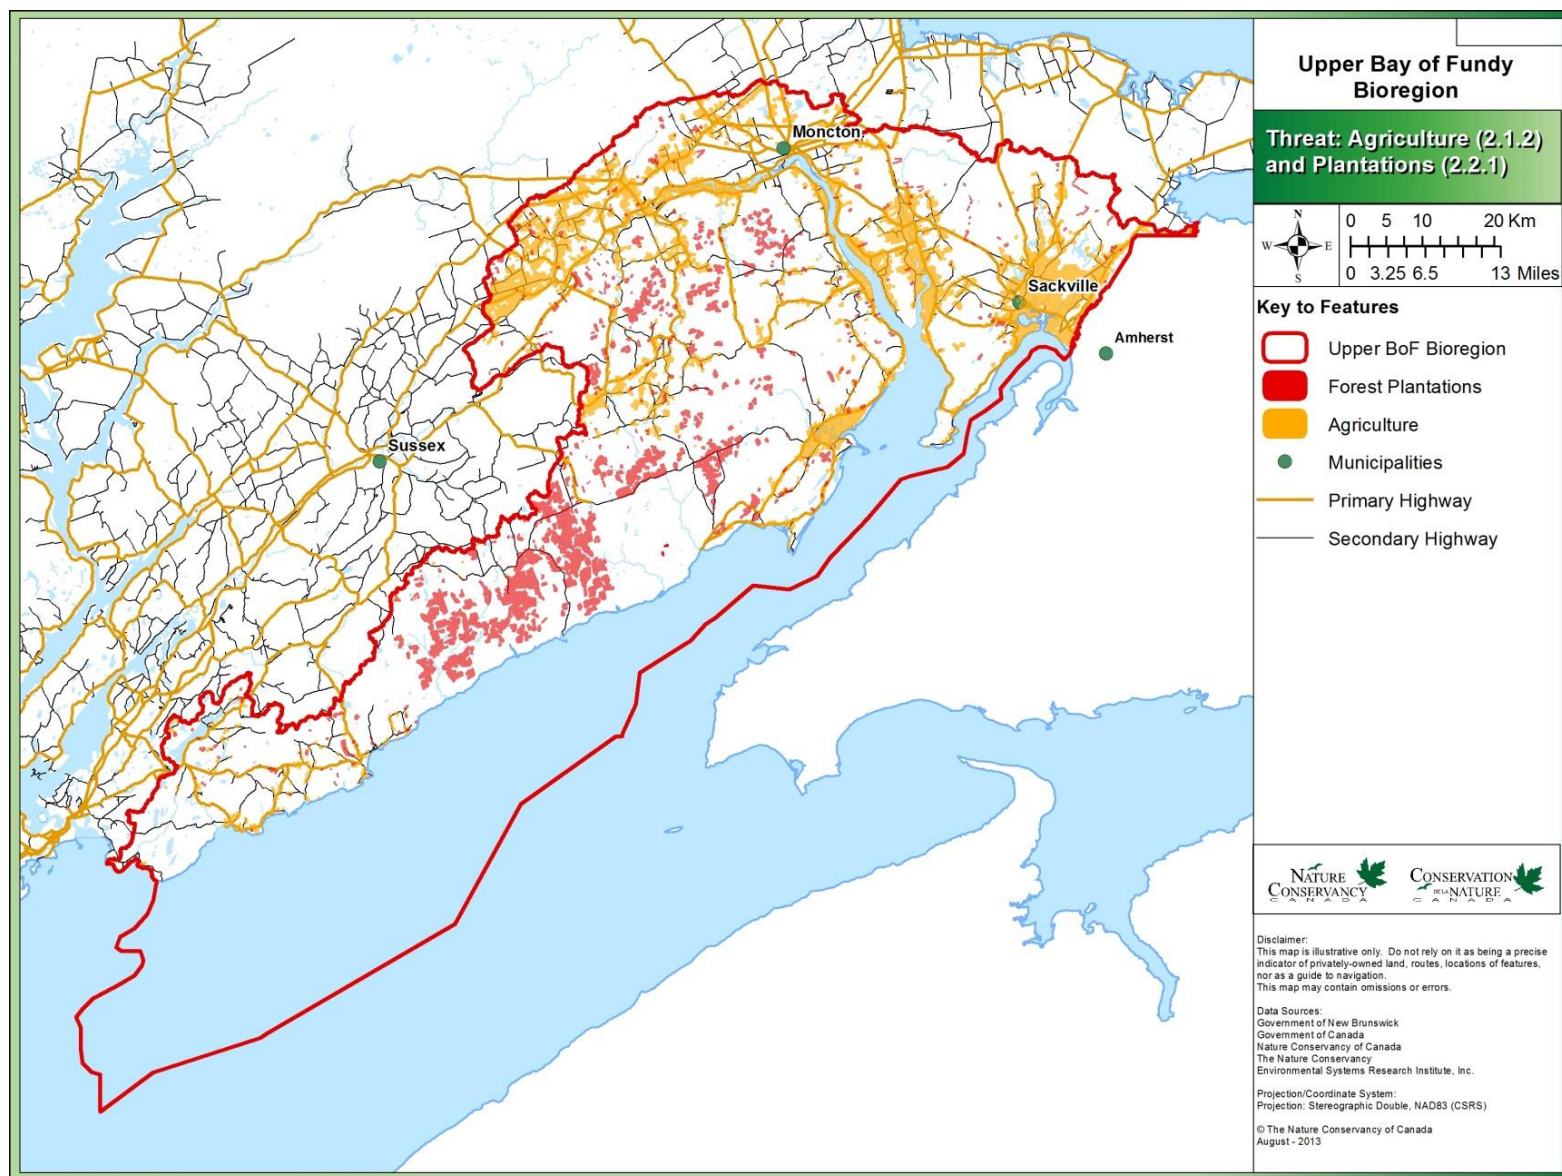 Upper Bay of Fundy
Bioregion
Threat: Agriculture (2.1.2)
and Plantations (2.2.1)
N
W E
S
0 5 10 20 Km
0 3.25 6.5 13 Miles
Key to Features
Upper BoF Bioregion
Forest Plantations
Agriculture
Municipalities
Primary Highway
Secondary Highway
Moncton
Sackville
Amherst
Sussex
NATURE
CONSERVANCY
CANADA
CONSERVATION
DE LA NATURE
CANADA
Disclaimer:
This map is illustrative only. Do not rely on it as being a precise
indicator of privately-owned land, routes, locations of features,
nor as a guide to navigation.
This map may contain omissions or errors.
Data Sources:
Government of New Brunswick
Government of Canada
Nature Conservancy of Canada
The Nature Conservancy
Environmental Systems Research Institute, Inc.
Projection/Coordinate System:
Projection: Stereographic Double, NAD83 (CSRS)
© The Nature Conservancy of Canada
August - 2013